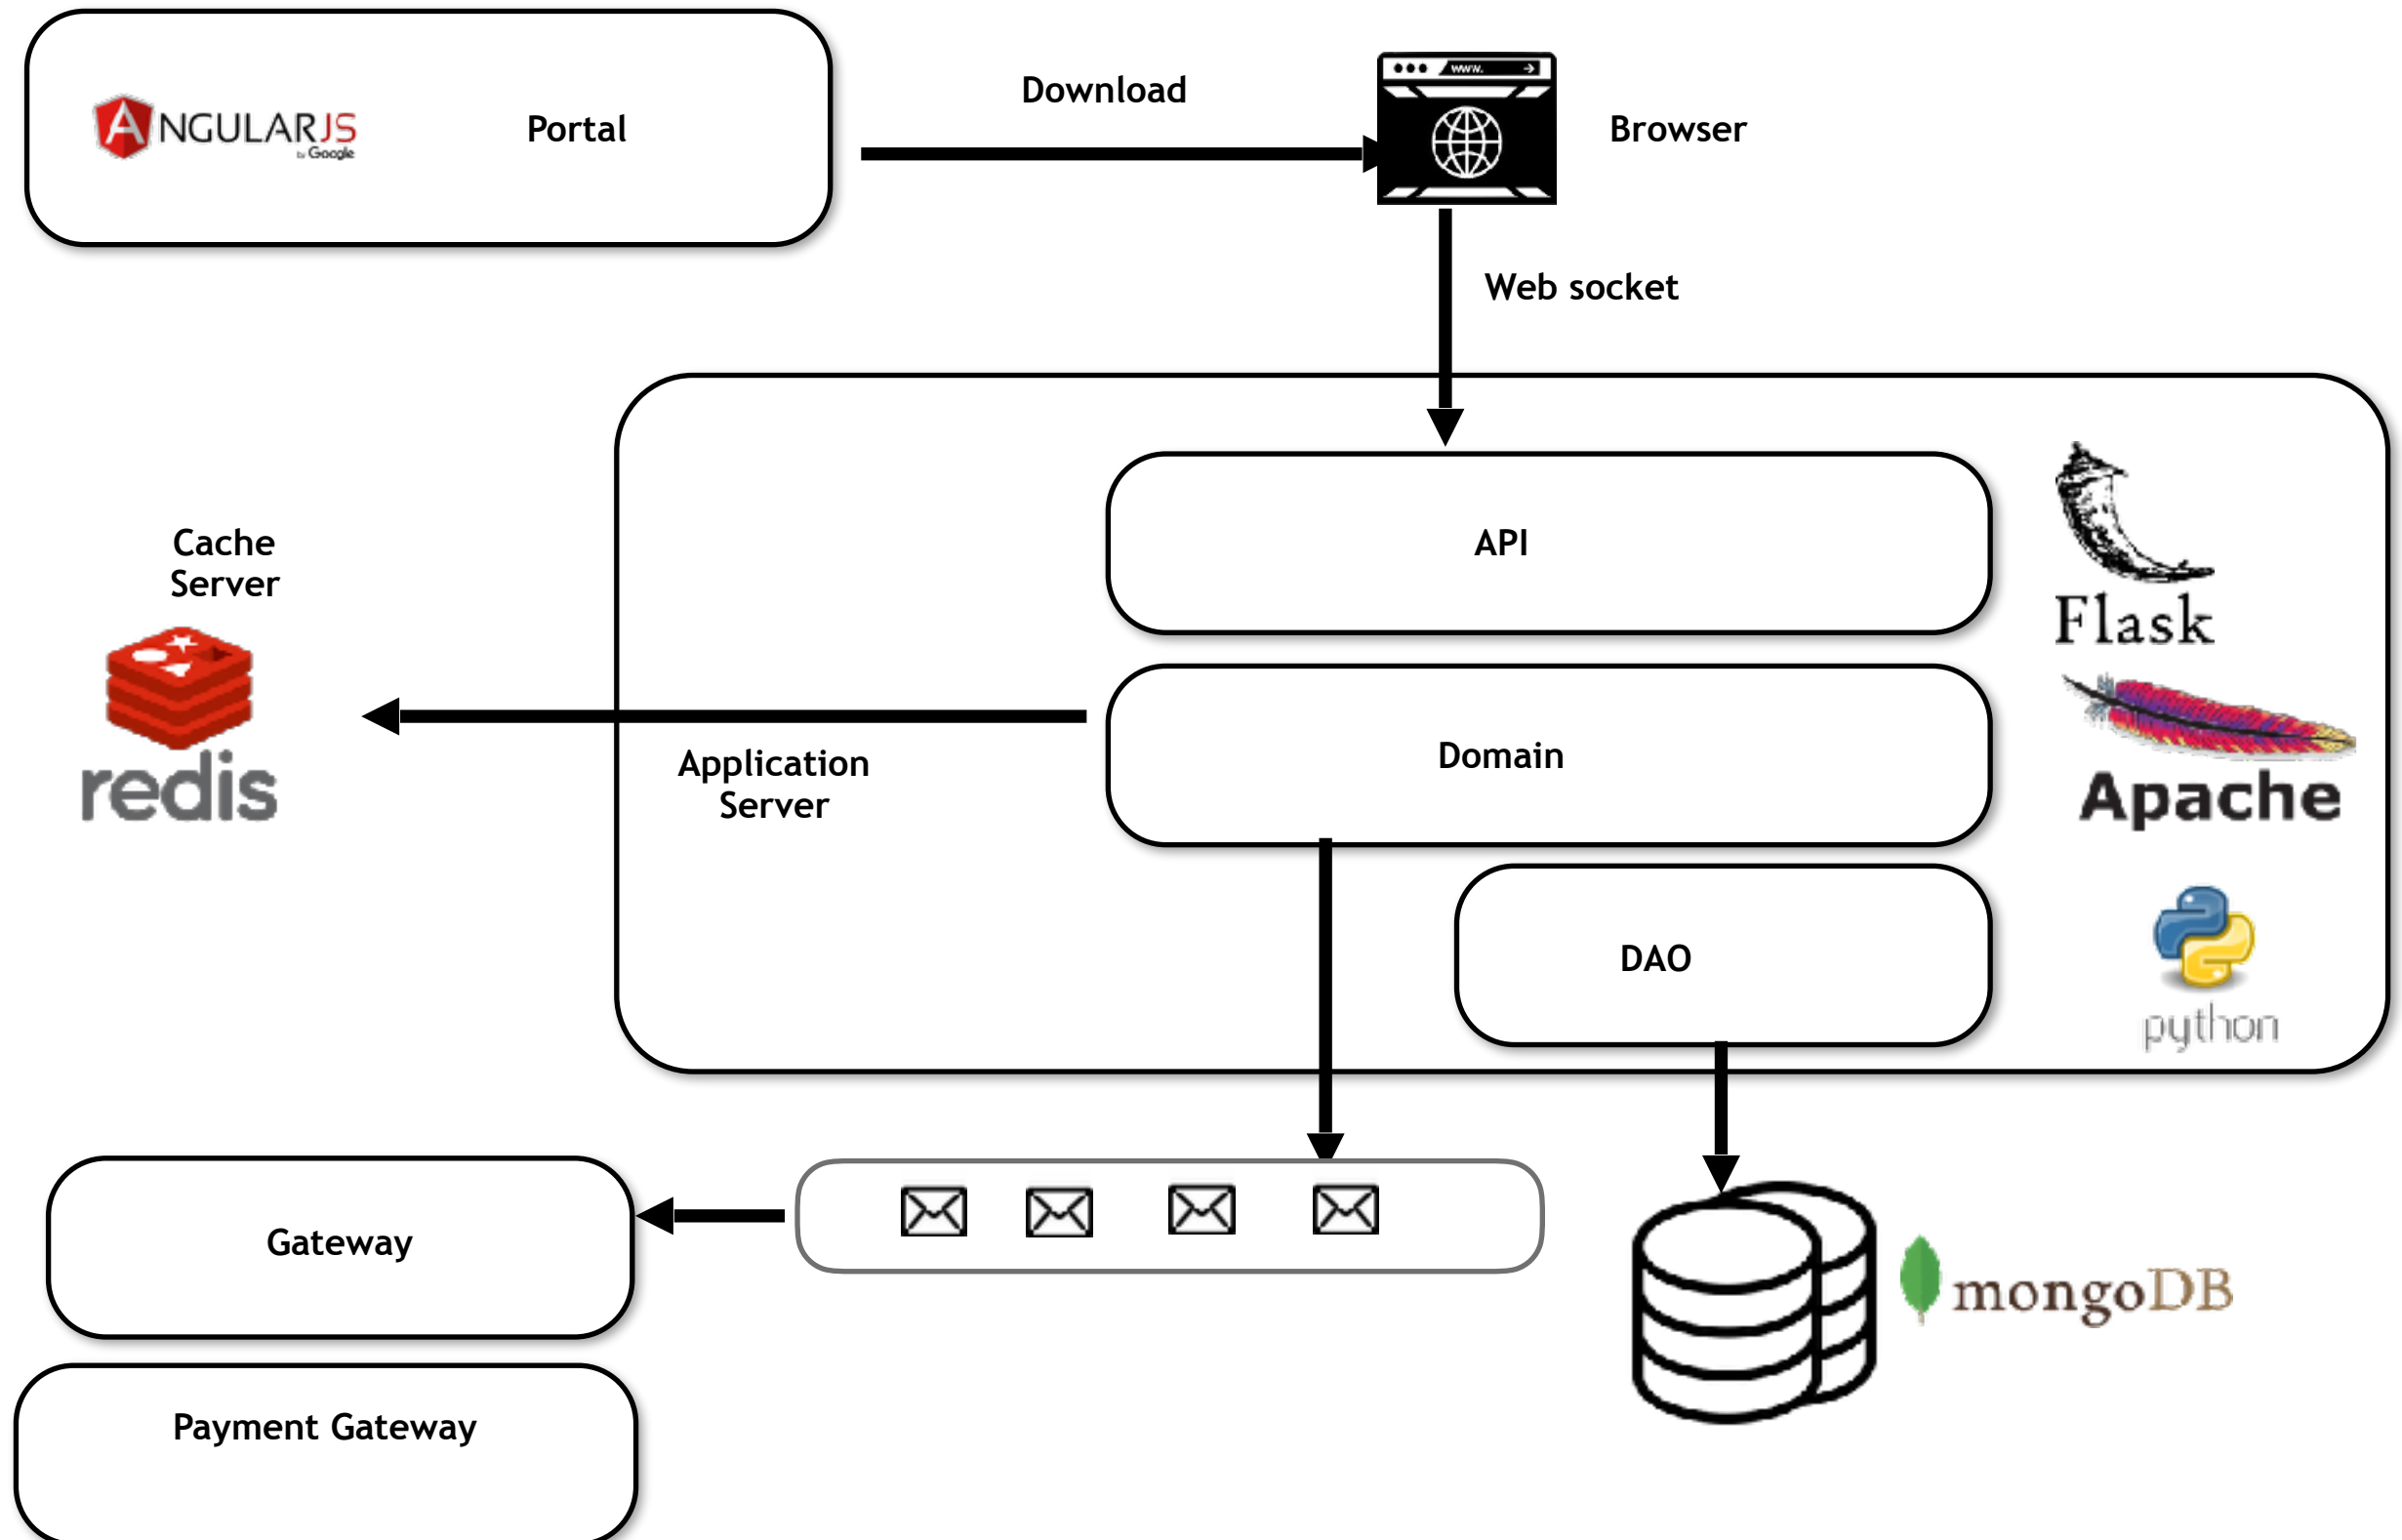 ANGULARJS
by Google
Portal
Download
www.
Browser
Web socket
API
Flask
Cache
Server
redis
Application
Server
Domain
Apache
DAO
python
Gateway
mongoDB
Payment Gateway